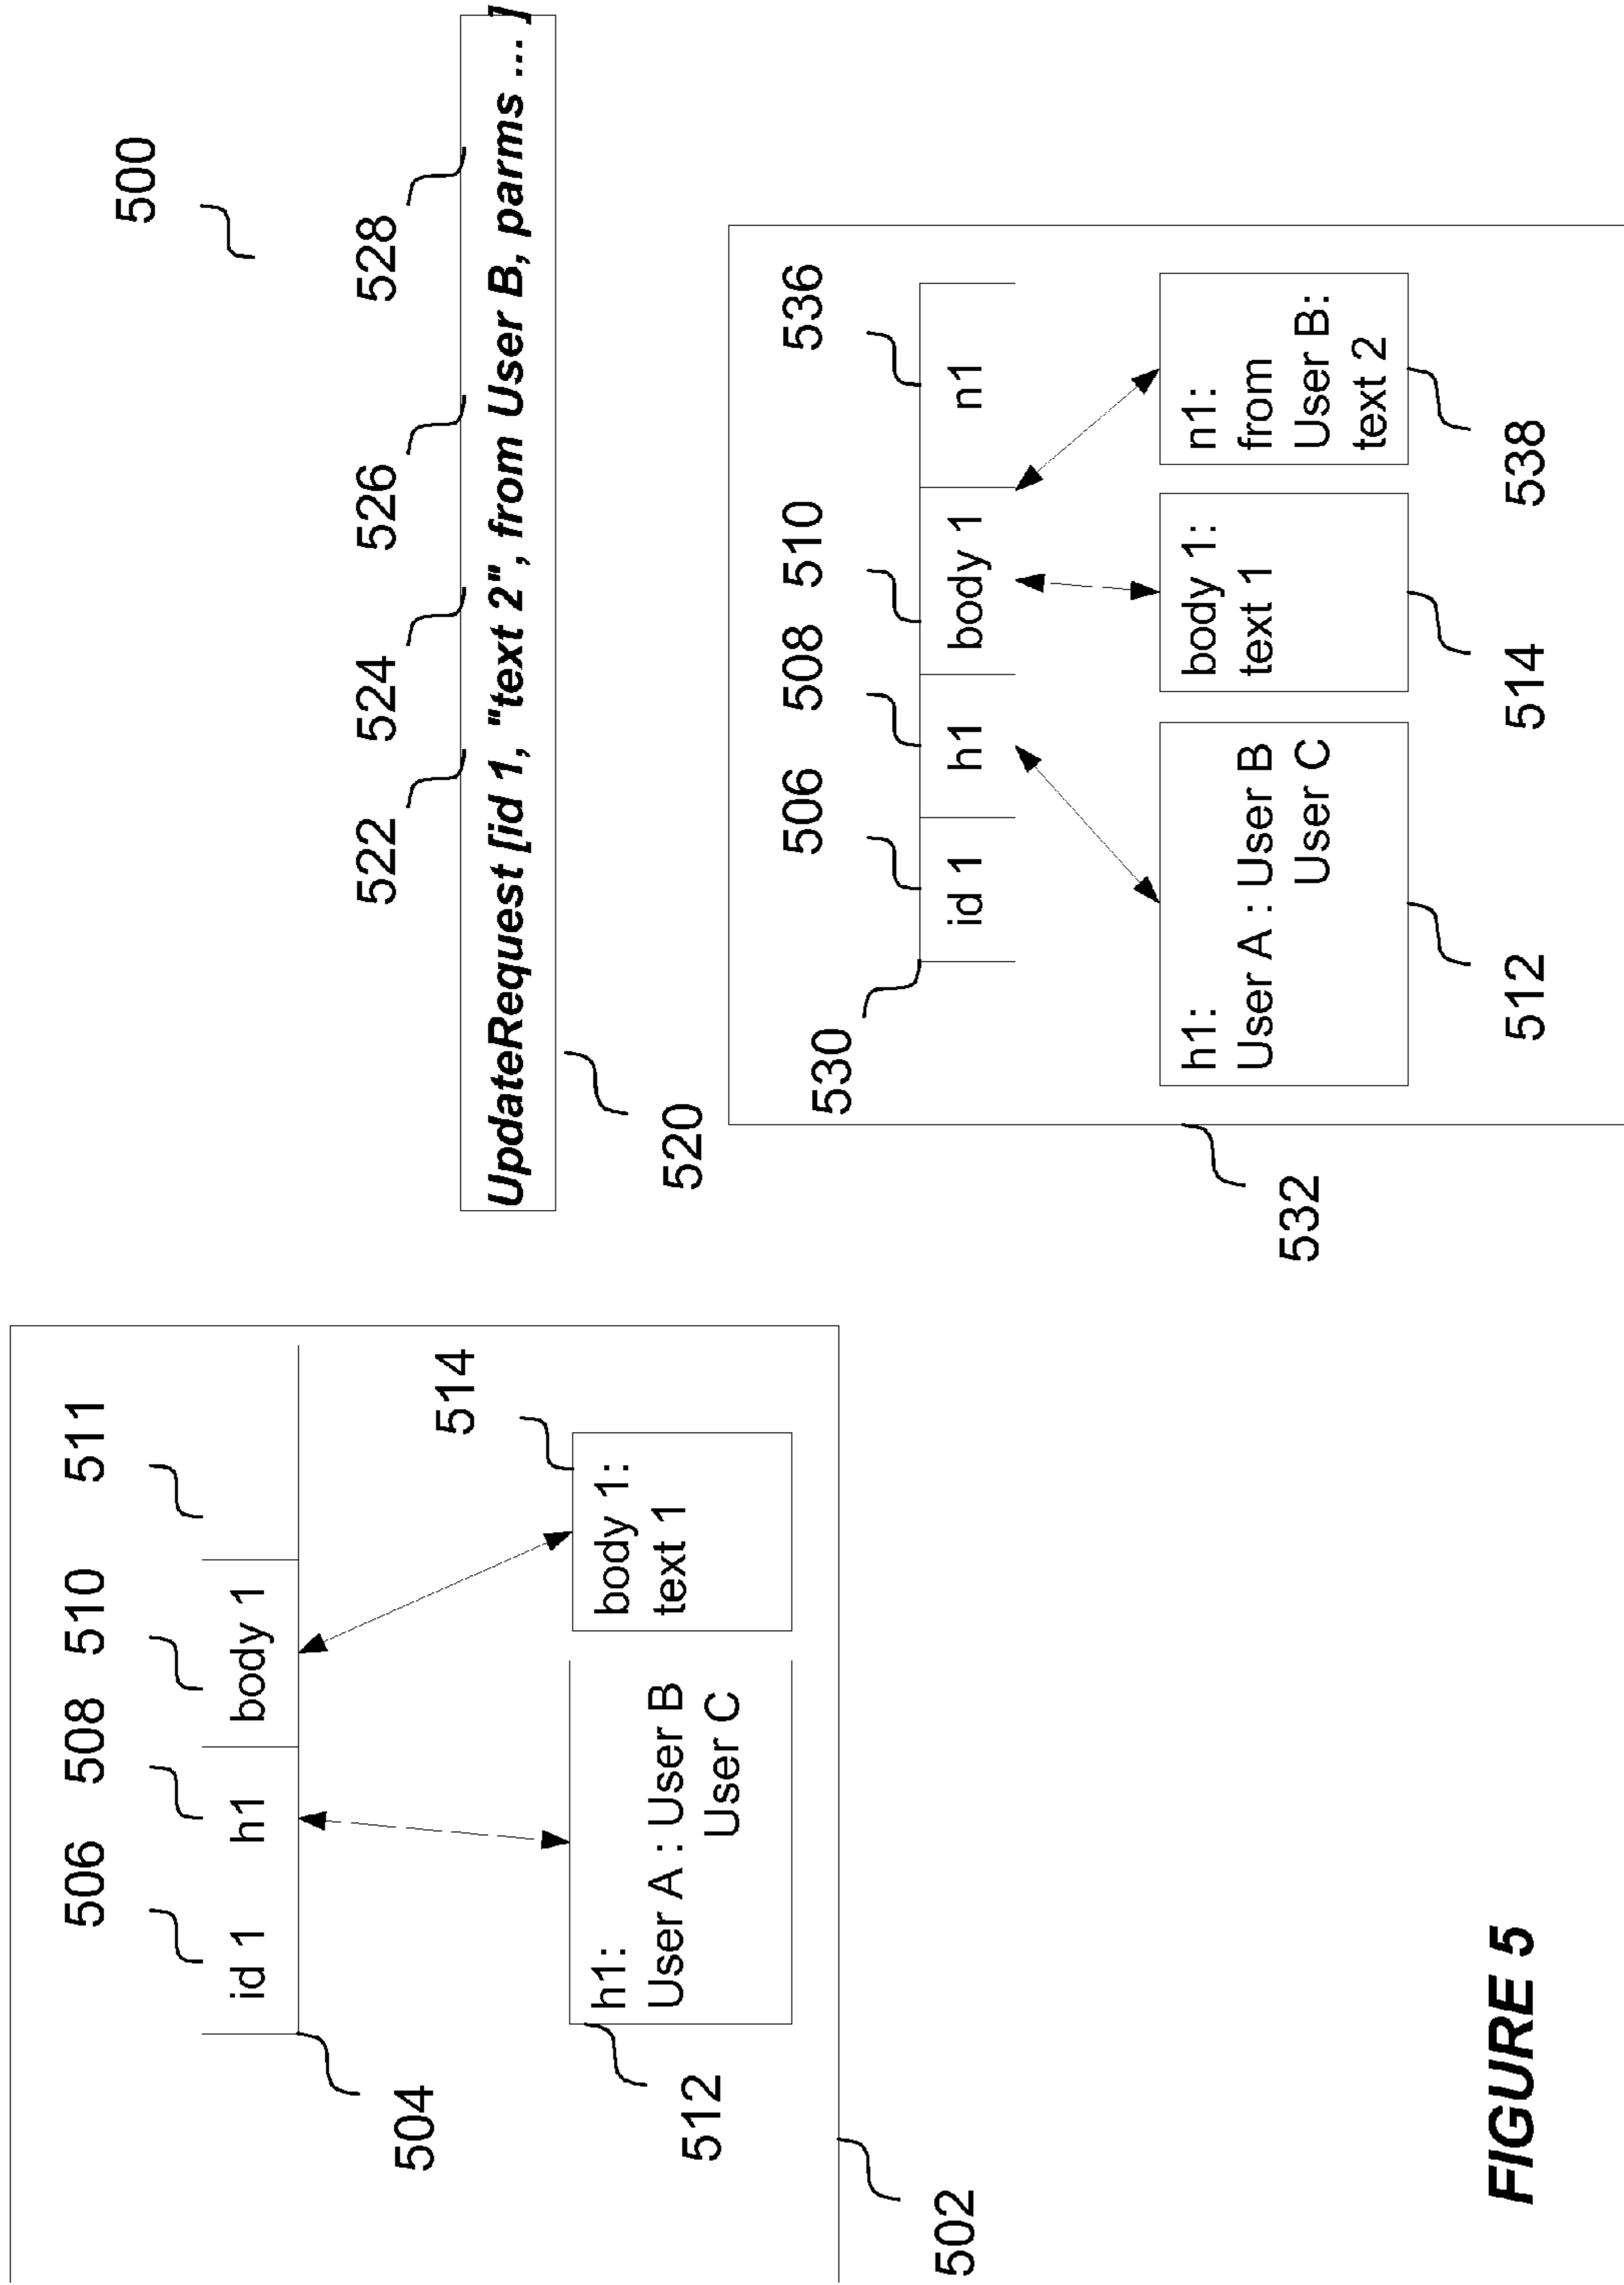 500
506 508 510 511
id 1 h1 body 1
504
514
h1:
User A : User B
User C
body 1:
text 1
512
502
522 524 526 528
UpdateRequest [id 1, "text 2", from User B, parms ... ]
520
530
506 508 510 536
id 1 h1 body 1 n1
h1:
User A : User B
User C
body 1:
text 1
n1:
from
User B:
text 2
532
512 514 538
FIGURE 5